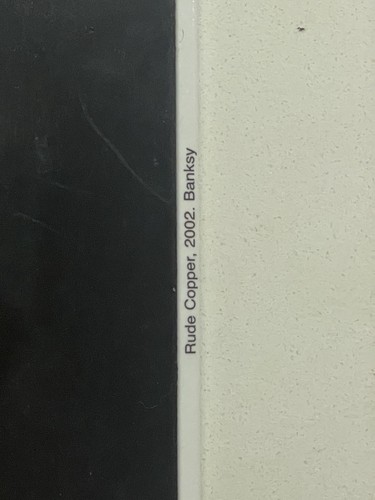 Rude Copper, 2002. Banksy